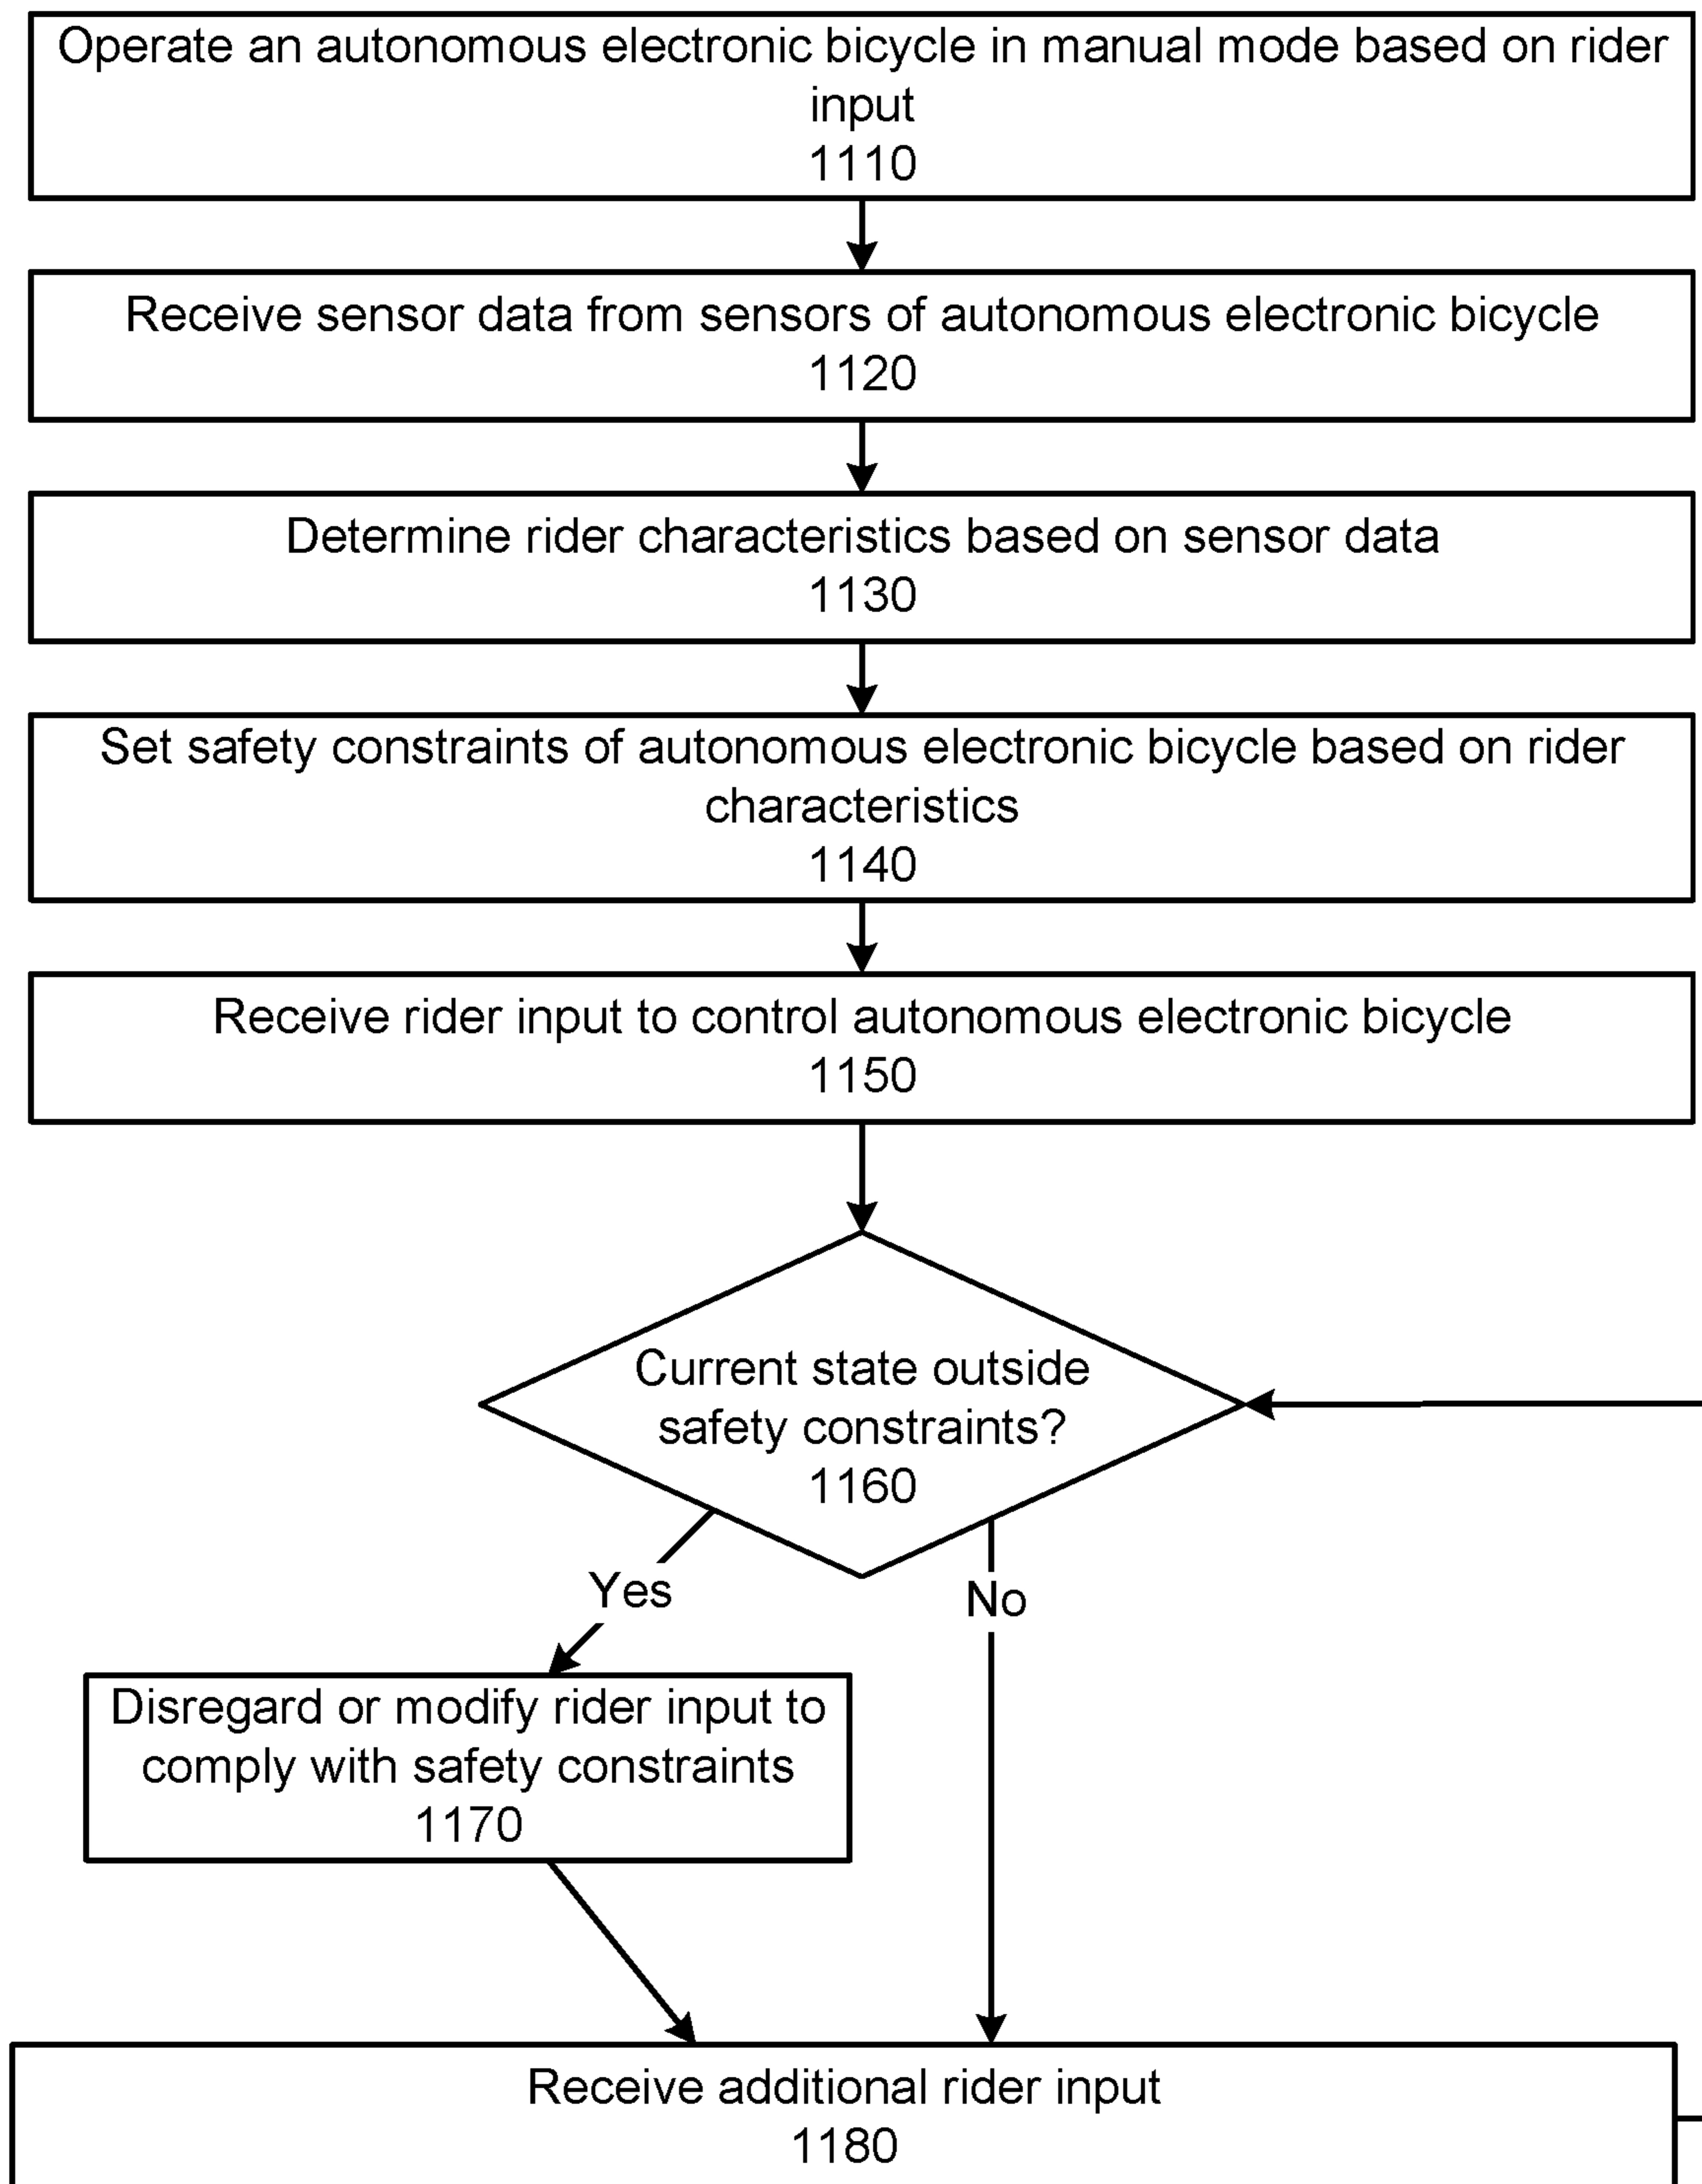 Operate an autonomous electronic bicycle in manual mode based on rider
input
1110
Receive sensor data from sensors of autonomous electronic bicycle
1120
Determine rider characteristics based on sensor data
1130
Set safety constraints of autonomous electronic bicycle based on rider
characteristics
1140
Receive rider input to control autonomous electronic bicycle
1150
Current state outside
safety constraints?
1160
Yes
No
Disregard or modify rider input to
comply with safety constraints
1170
Receive additional rider input
1180